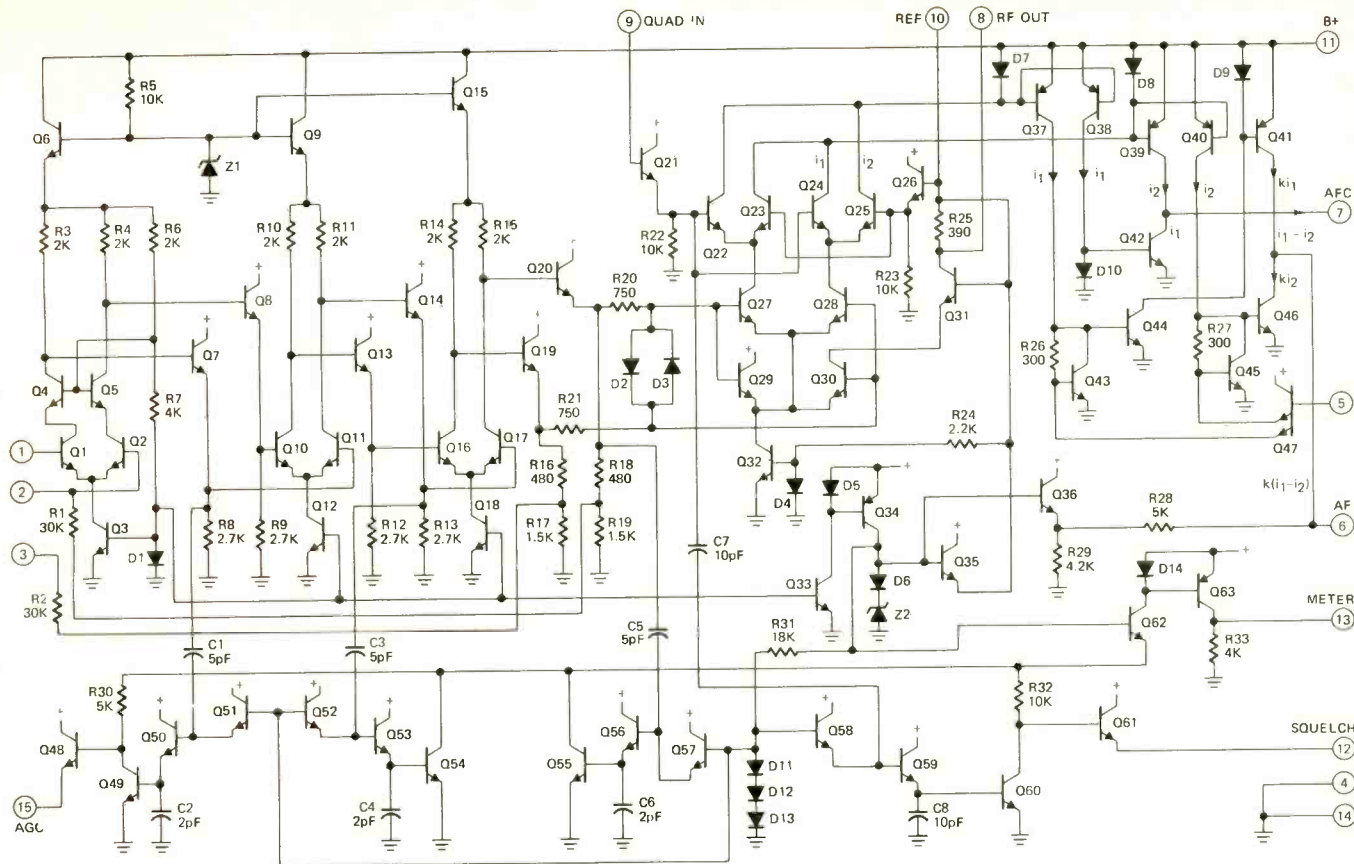 9 QUAD IN
REF 10
8 RF OUT
B+
11
R5
10K
Q6
Z1
Q9
Q15
R3
2K
R4
2K
R6
2K
R10
2K
R11
2K
R14
2K
R15
2K
Q21
R22
10K
Q22
Q23
Q24
Q25
Q26
i1
i2
R25
390
R23
10K
D7
D8
D9
Q37
Q38
Q39
Q40
Q41
i1
i1
i2
i2
ki1
AFC
7
Q42
i1
D10
i1 - i2
ki2
Q8
Q7
Q14
Q13
Q20
Q19
R20
750
Q27
Q28
Q31
Q4
Q5
R7
4K
D2
D3
Q29
Q30
Q44
R26
300
Q43
R27
300
Q45
Q46
5
Q47
k(i1-i2)
1
Q1
Q2
2
Q10
Q11
Q16
Q17
R21
750
R16
480
R18
480
R24
2.2K
Q32
D4
D5
Q34
Q36
R28
5K
AF
6
R1
30K
Q3
D1
R8
2.7K
R9
2.7K
Q12
R12
2.7K
R13
2.7K
Q18
R17
1.5K
R19
1.5K
C7
10pF
Q33
D6
Z2
Q35
R29
4.2K
3
R2
30K
C1
5pF
C3
5pF
C5
5pF
R31
18K
D14
Q63
Q62
METER
13
R33
4K
R30
5K
Q48
Q50
Q51
Q52
Q53
Q54
Q55
Q56
Q57
Q58
Q59
R32
10K
Q61
SQUELCH
12
Q49
C2
2pF
C4
2pF
C6
2pF
D11
D12
D13
C8
10pF
Q60
15
AGC
4
14